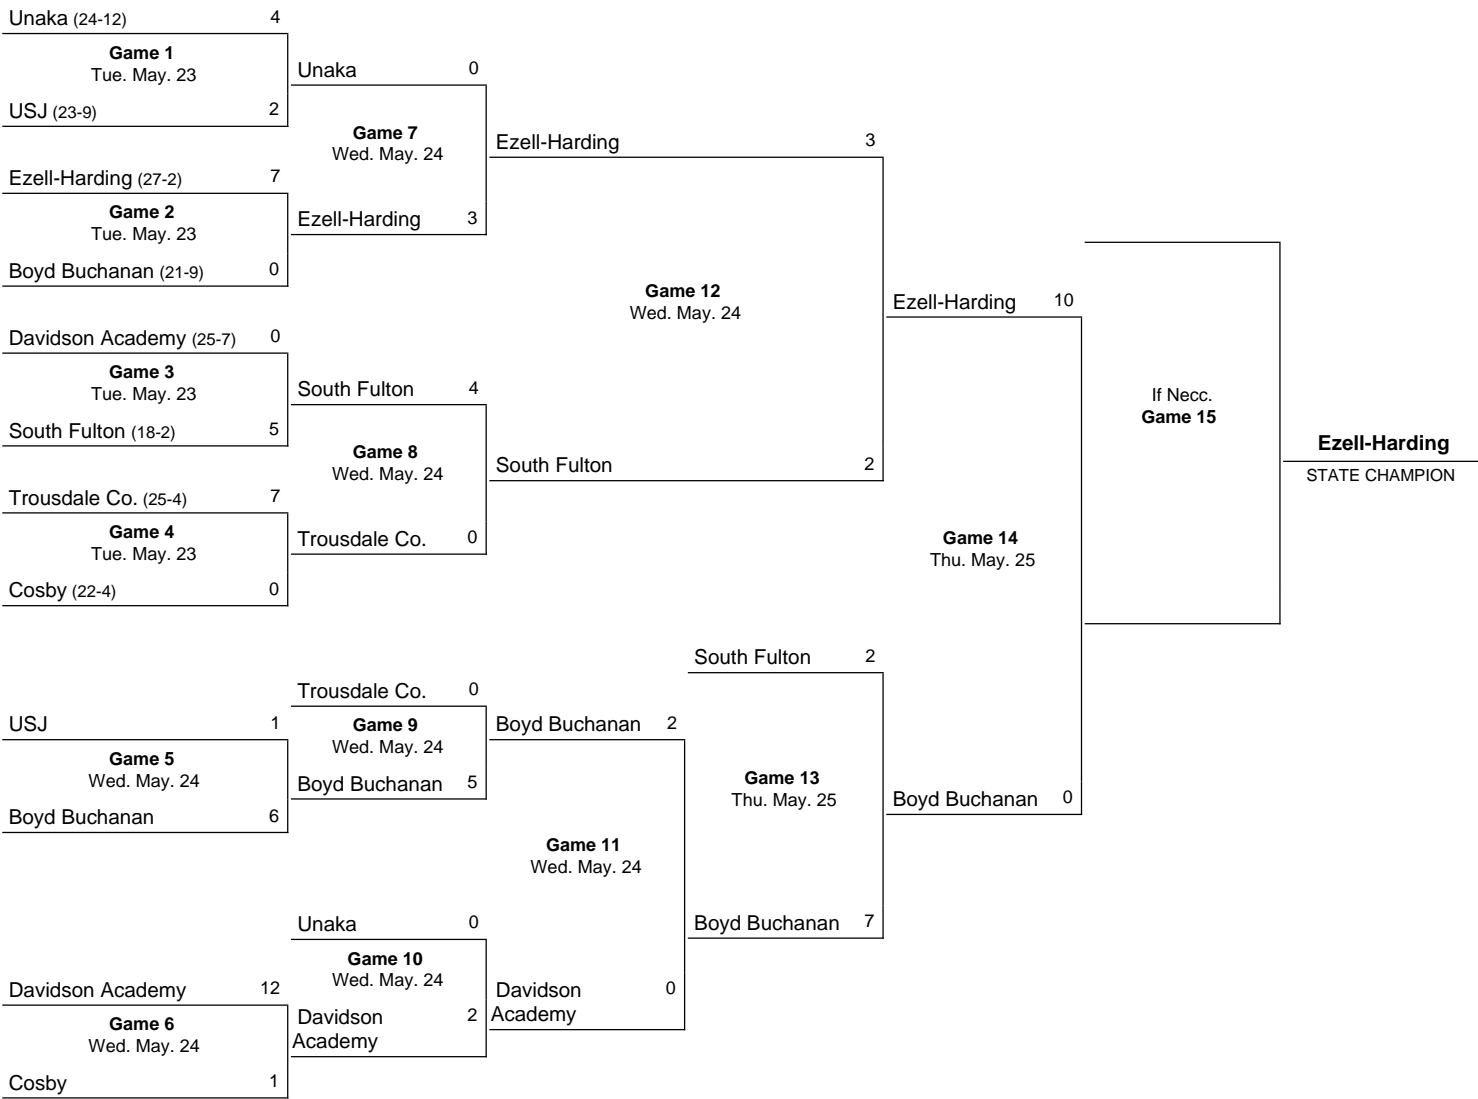 Unaka (24-12) 4
Game 1
Tue. May. 23
USJ (23-9) 2
Ezell-Harding (27-2) 7
Game 2
Tue. May. 23
Boyd Buchanan (21-9) 0
Davidson Academy (25-7) 0
Game 3
Tue. May. 23
South Fulton (18-2) 5
Trousdale Co. (25-4) 7
Game 4
Tue. May. 23
Cosby (22-4) 0
USJ 1
Game 5
Wed. May. 24
Boyd Buchanan 6
Davidson Academy 12
Game 6
Wed. May. 24
Cosby 1
Unaka 0
Game 7
Wed. May. 24
Ezell-Harding 3
South Fulton 4
Game 8
Wed. May. 24
Trousdale Co. 0
Trousdale Co. 0
Game 9
Wed. May. 24
Boyd Buchanan 5
Unaka 0
Game 10
Wed. May. 24
Davidson 2
Academy
Ezell-Harding 3
Game 12
Wed. May. 24
South Fulton 2
Boyd Buchanan 2
Game 11
Wed. May. 24
Davidson 0
Academy
South Fulton 2
Game 13
Thu. May. 25
Boyd Buchanan 7
Ezell-Harding 10
Game 14
Thu. May. 25
Boyd Buchanan 0
If Necc.
Game 15
Ezell-Harding
STATE CHAMPION